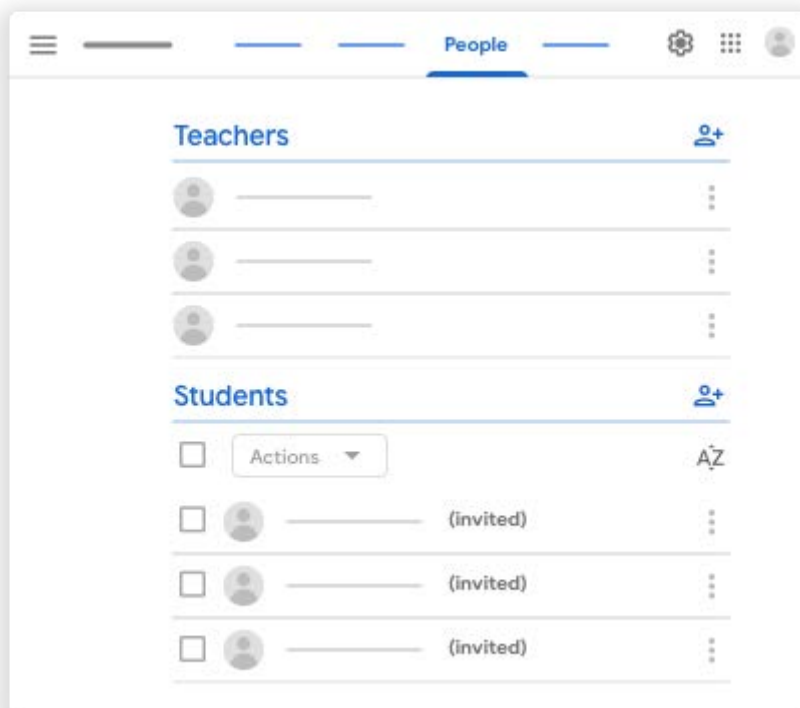 People
Teachers
Students
Actions
AZ
(invited)
(invited)
(invited)